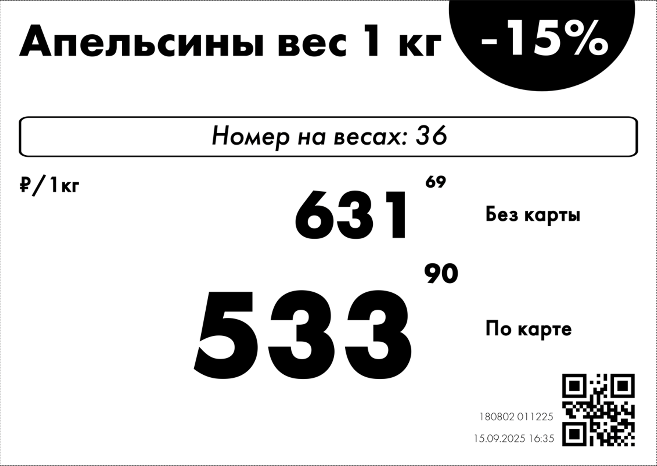 Апельсины вес 1 кг
-15%
Номер на весах: 36
₽/1кг
631 69
Без карты
533 90
По карте
180802 011225
15.09.2025 16:35